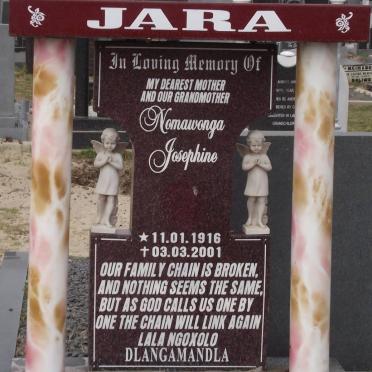 JARA
In Loving Memory Of
MY DEAREST MOTHER
AND OUR GRANDMOTHER
Nomawonga
Josephine
★ 11.01.1916
✝ 03.03.2001
OUR FAMILY CHAIN IS BROKEN,
AND NOTHING SEEMS THE SAME,
BUT AS GOD CALLS US ONE BY
ONE THE CHAIN WILL LINK AGAIN
LALA NGOXOLO
DLANGAMANDLA